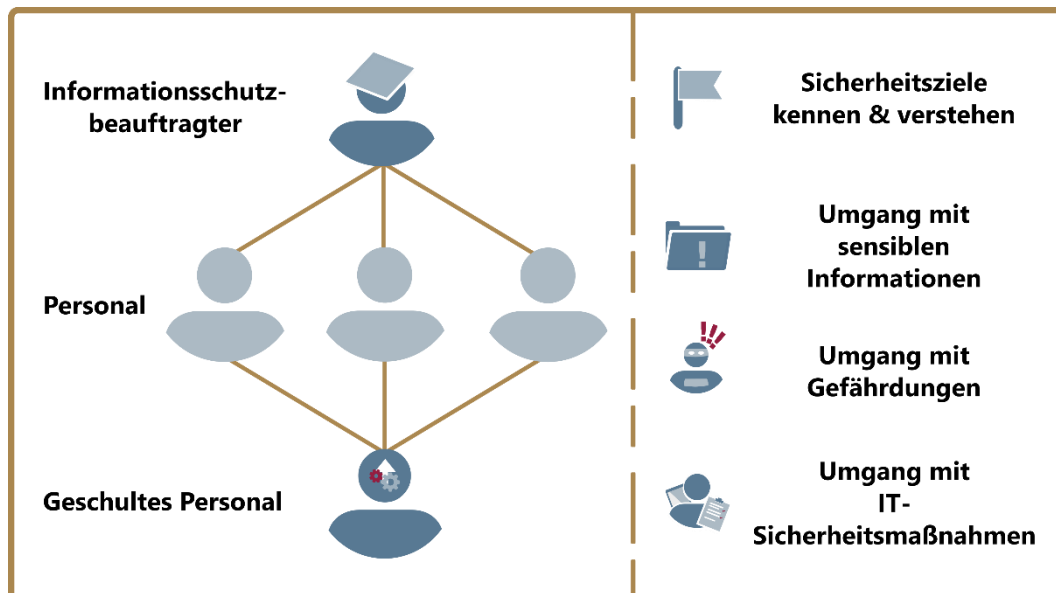 Informationsschutz-
beauftragter
Personal
Geschultes Personal
Sicherheitsziele
kennen & verstehen
Umgang mit
sensiblen
Informationen
Umgang mit
Gefährdungen
Umgang mit
IT-
Sicherheitsmaßnahmen